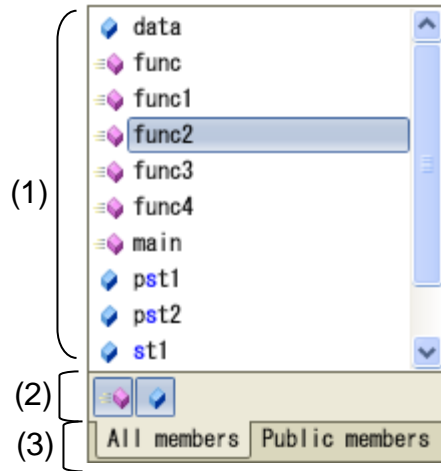 data
func
func1
func2
func3
func4
main
pst1
pst2
st1
(1)
(2)
(3)
All members Public members